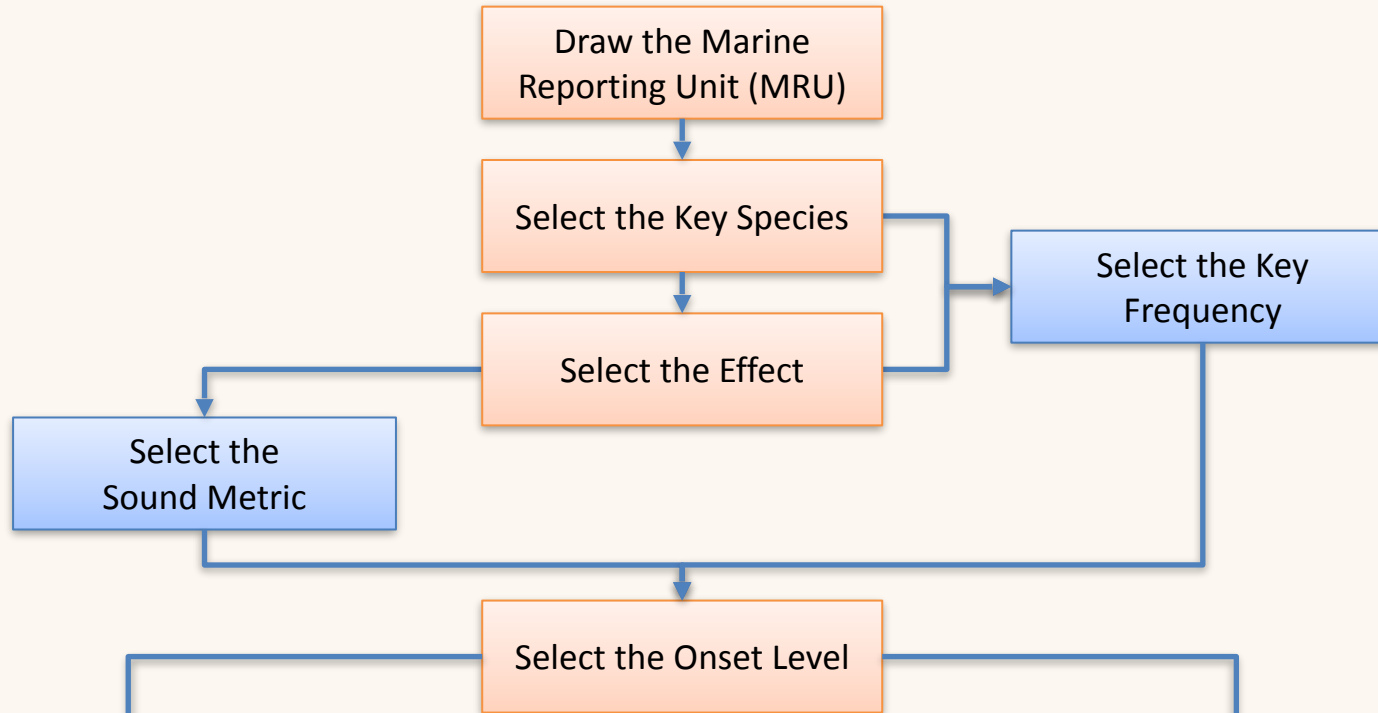 Draw the Marine
Reporting Unit (MRU)
Select the Key Species
Select the Key
Frequency
Select the Effect
Select the
Sound Metric
Select the Onset Level